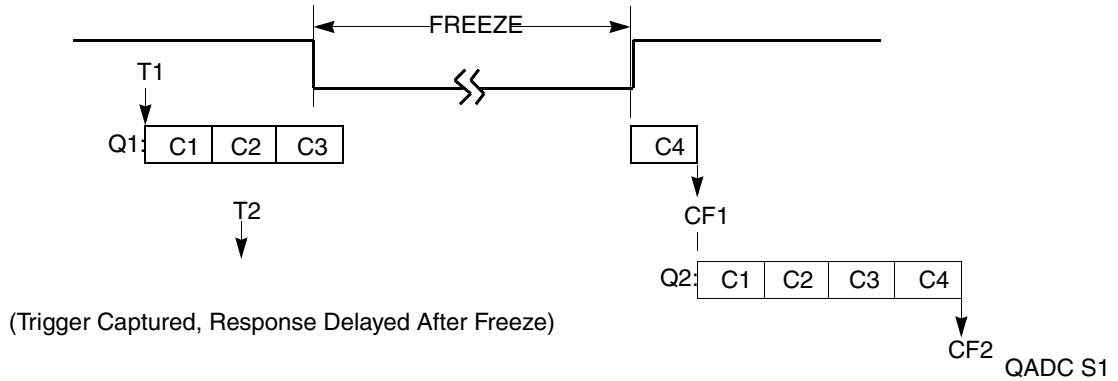 FREEZE
T1
Q1: C1 C2 C3 C4
T2
CF1
Q2: C1 C2 C3 C4
(Trigger Captured, Response Delayed After Freeze)
CF2
QADC S1